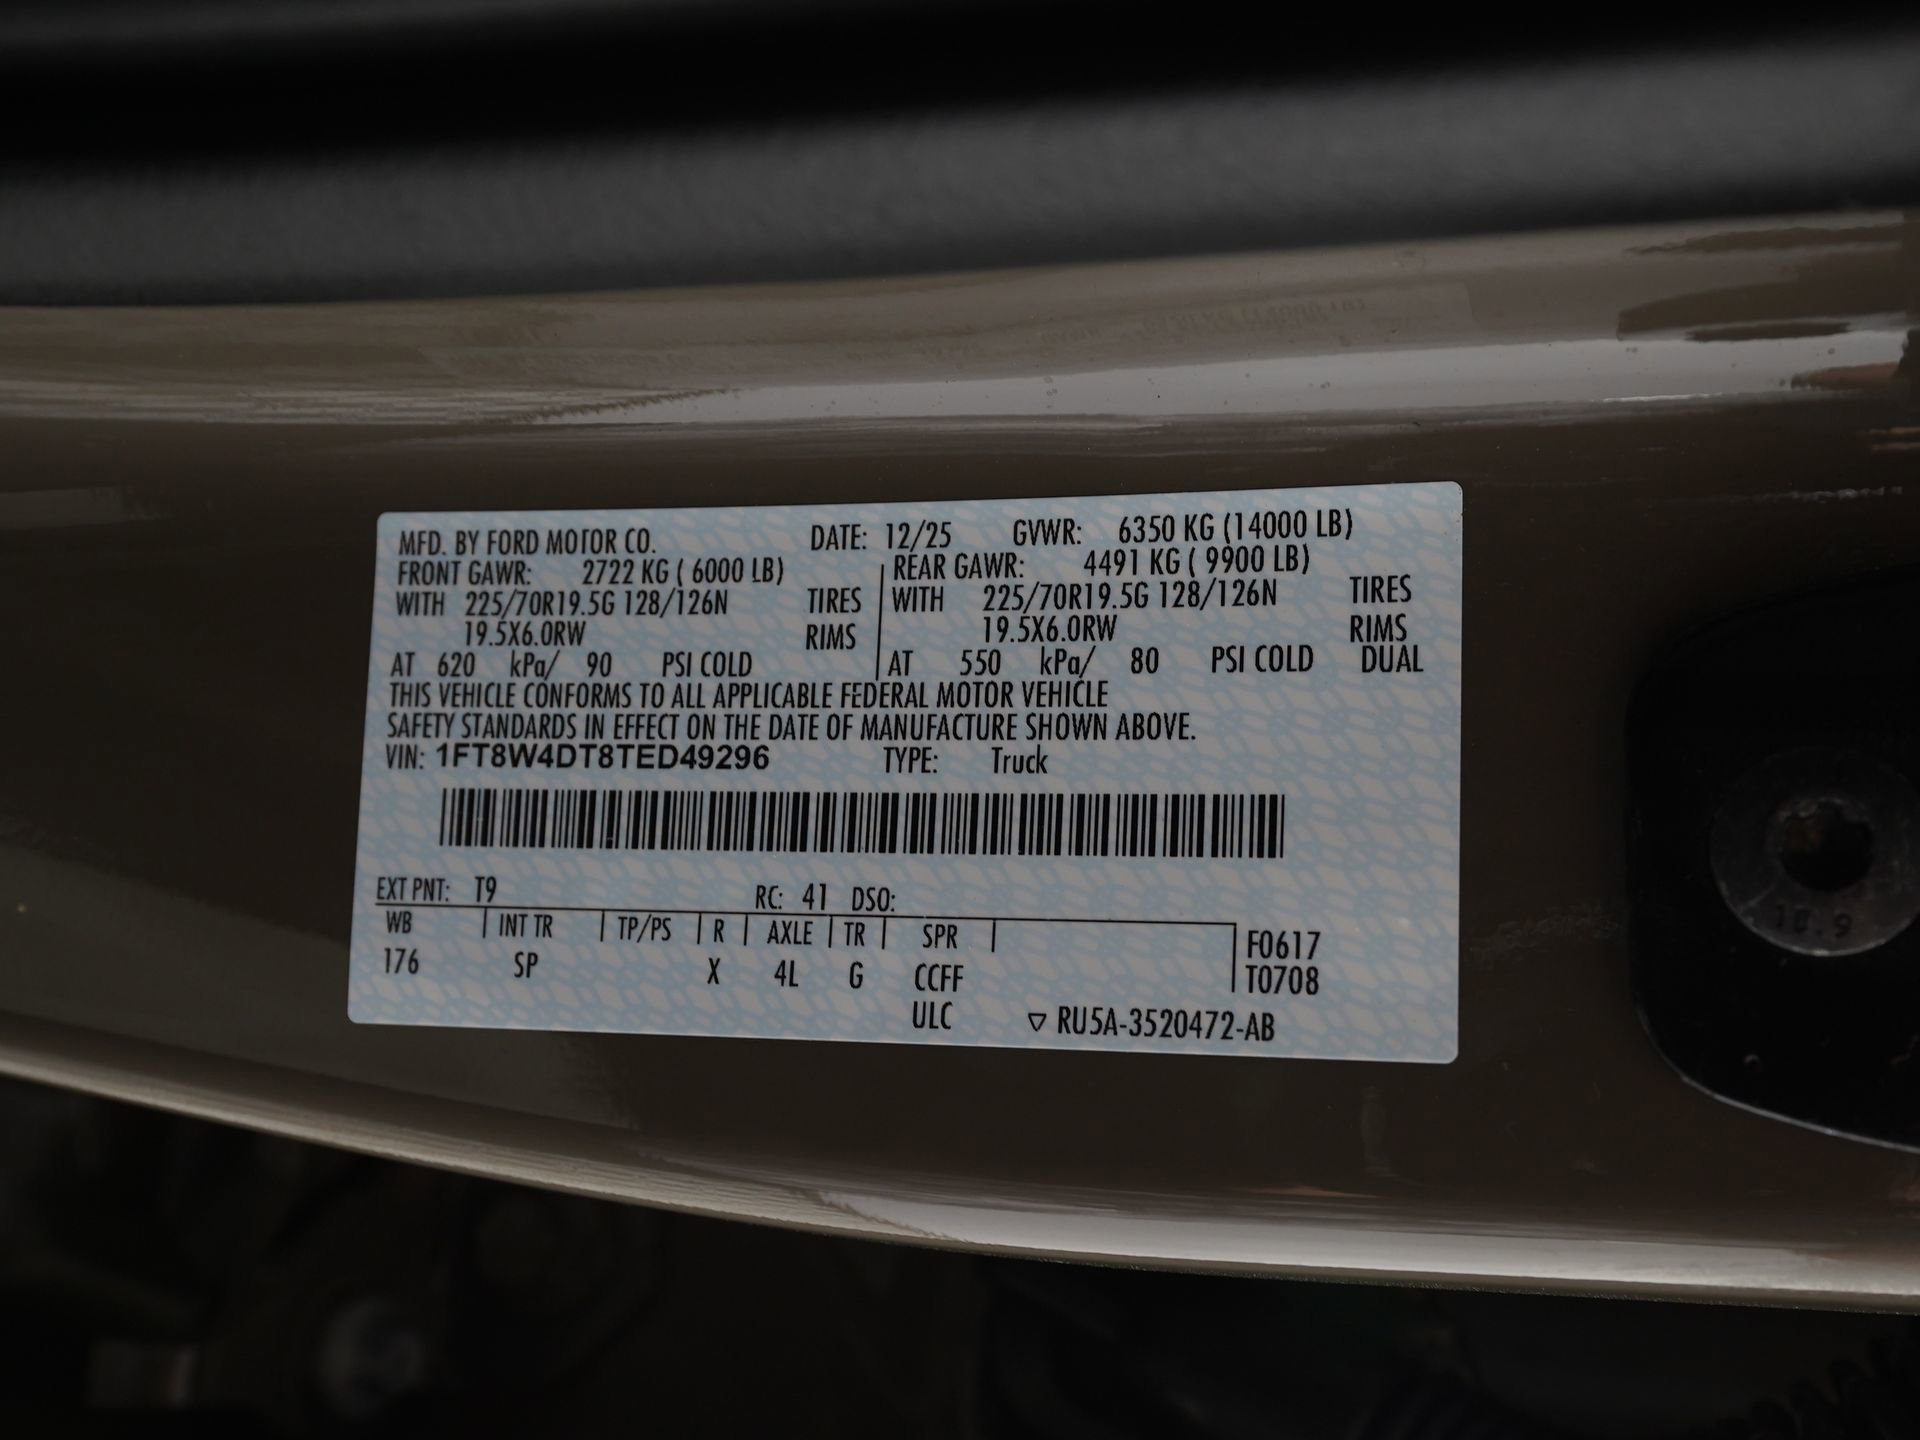 MFD. BY FORD MOTOR CO. DATE: 12/25 GVWR: 6350 KG (14000 LB)
FRONT GAWR: 2722 KG ( 6000 LB) REAR GAWR: 4491 KG ( 9900 LB)
WITH 225/70R19.5G 128/126N TIRES WITH 225/70R19.5G 128/126N TIRES
19.5X6.0RW RIMS 19.5X6.0RW RIMS
AT 620 kPa/ 90 PSI COLD AT 550 kPa/ 80 PSI COLD DUAL
THIS VEHICLE CONFORMS TO ALL APPLICABLE FEDERAL MOTOR VEHICLE
SAFETY STANDARDS IN EFFECT ON THE DATE OF MANUFACTURE SHOWN ABOVE.
VIN: 1FT8W4DT8TED49296 TYPE: Truck
EXT PNT: T9 RC: 41 DSO:
WB INT TR TP/PS R AXLE TR SPR F0617
176 SP X 4L G CCFF T0708
ULC ▽ RU5A-3520472-AB
10.9